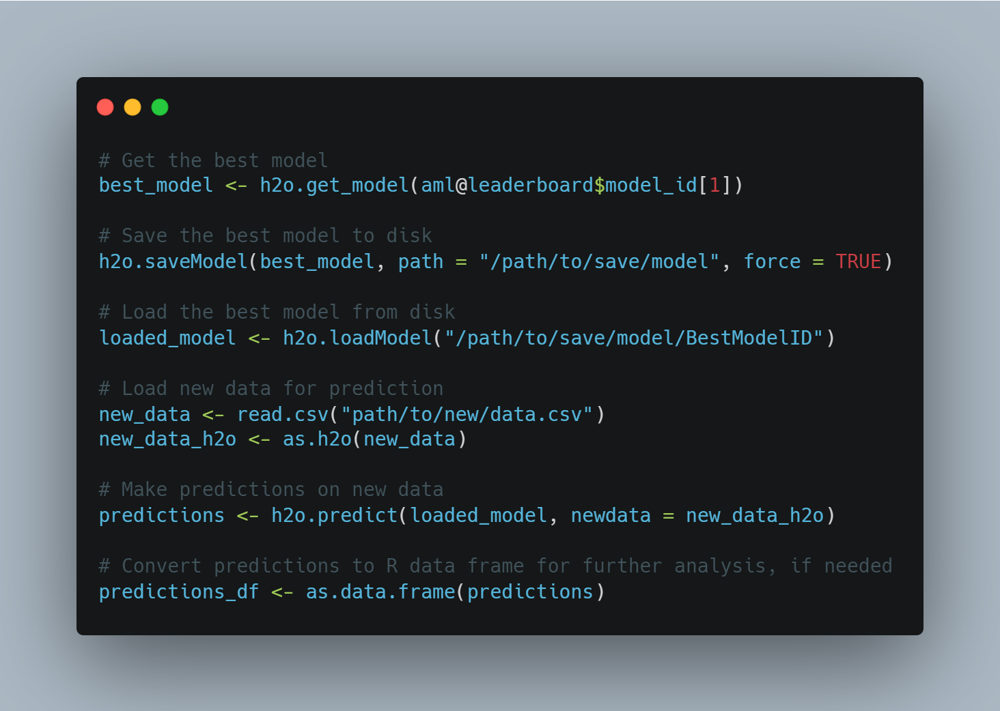 # Get the best model
best_model <- h2o.get_model(aml@leaderboard$model_id[1])
# Save the best model to disk
h2o.saveModel(best_model, path = "/path/to/save/model", force = TRUE)
# Load the best model from disk
loaded_model <- h2o.loadModel("/path/to/save/model/BestModelID")
# Load new data for prediction
new_data <- read.csv("path/to/new/data.csv")
new_data_h2o <- as.h2o(new_data)
# Make predictions on new data
predictions <- h2o.predict(loaded_model, newdata = new_data_h2o)
# Convert predictions to R data frame for further analysis, if needed
predictions_df <- as.data.frame(predictions)